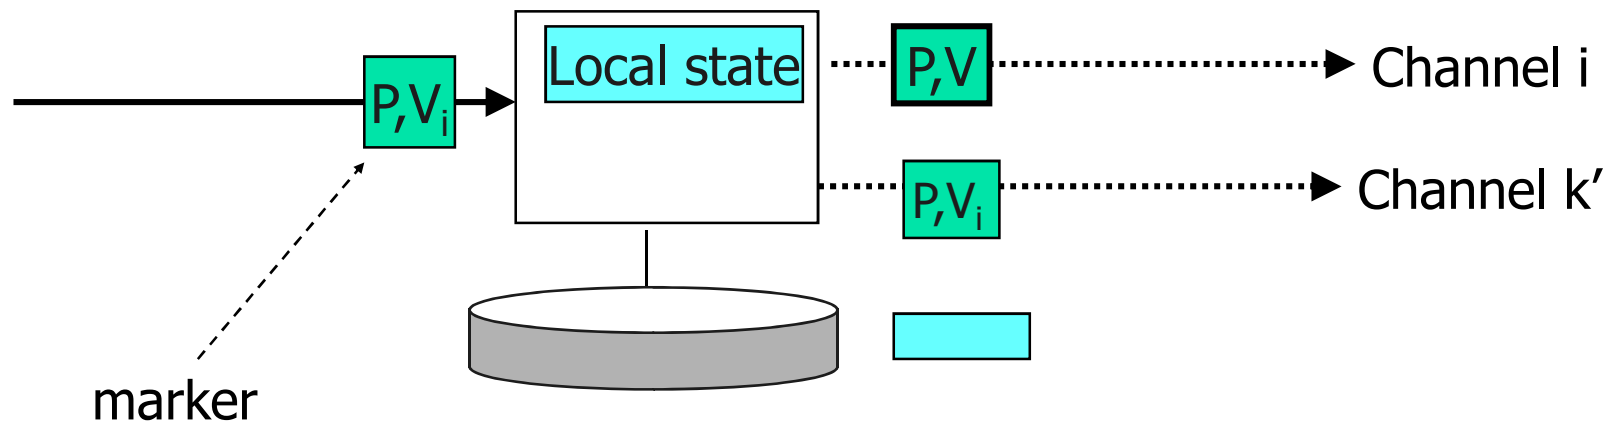 Local state
P,V
Channel i
P,Vᵢ
P,Vᵢ
Channel k’
marker